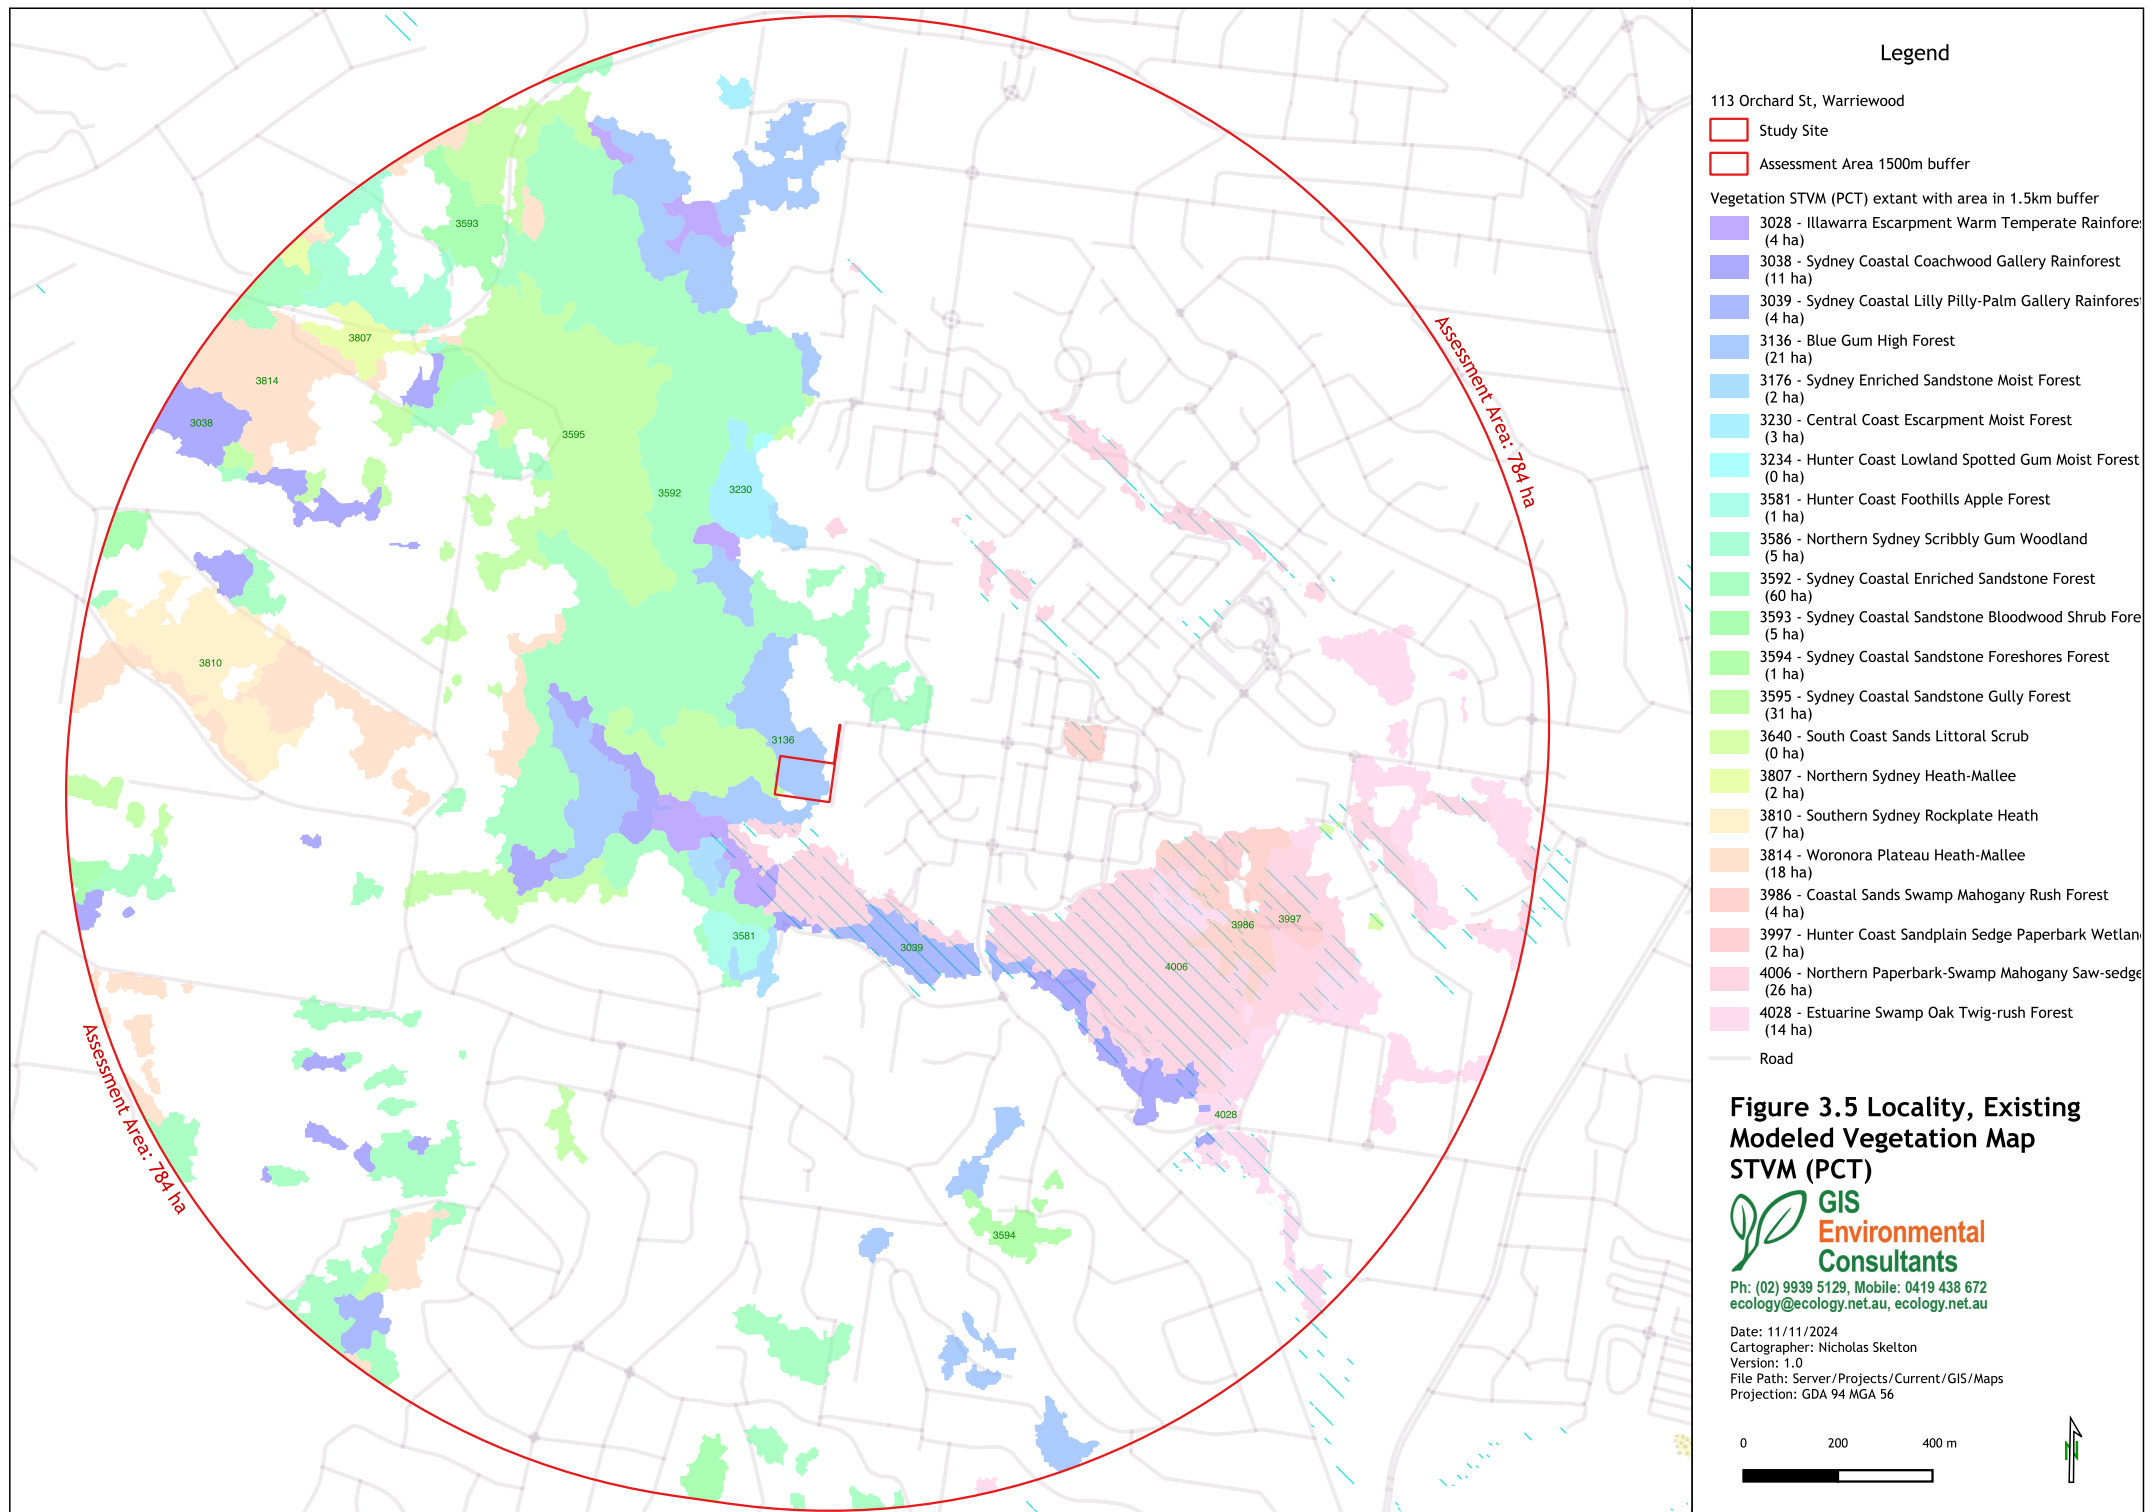 3593
3807
3814
3038
3595
3592
3230
3810
3136
3581
3039
3986
3997
4006
4028
3594
Assessment Area: 784 ha
Assessment Area: 784 ha
Legend
113 Orchard St, Warriewood
Study Site
Assessment Area 1500m buffer
Vegetation STVM (PCT) extant with area in 1.5km buffer
3028 - Illawarra Escarpment Warm Temperate Rainfores
(4 ha)
3038 - Sydney Coastal Coachwood Gallery Rainforest
(11 ha)
3039 - Sydney Coastal Lilly Pilly-Palm Gallery Rainforest
(4 ha)
3136 - Blue Gum High Forest
(21 ha)
3176 - Sydney Enriched Sandstone Moist Forest
(2 ha)
3230 - Central Coast Escarpment Moist Forest
(3 ha)
3234 - Hunter Coast Lowland Spotted Gum Moist Forest
(0 ha)
3581 - Hunter Coast Foothills Apple Forest
(1 ha)
3586 - Northern Sydney Scribbly Gum Woodland
(5 ha)
3592 - Sydney Coastal Enriched Sandstone Forest
(60 ha)
3593 - Sydney Coastal Sandstone Bloodwood Shrub Fore
(5 ha)
3594 - Sydney Coastal Sandstone Foreshores Forest
(1 ha)
3595 - Sydney Coastal Sandstone Gully Forest
(31 ha)
3640 - South Coast Sands Littoral Scrub
(0 ha)
3807 - Northern Sydney Heath-Mallee
(2 ha)
3810 - Southern Sydney Rockplate Heath
(7 ha)
3814 - Woronora Plateau Heath-Mallee
(18 ha)
3986 - Coastal Sands Swamp Mahogany Rush Forest
(4 ha)
3997 - Hunter Coast Sandplain Sedge Paperbark Wetlan
(2 ha)
4006 - Northern Paperbark-Swamp Mahogany Saw-sedge
(26 ha)
4028 - Estuarine Swamp Oak Twig-rush Forest
(14 ha)
Road
Figure 3.5 Locality, Existing
Modeled Vegetation Map
STVM (PCT)
GIS
Environmental
Consultants
Ph: (02) 9939 5129, Mobile: 0419 438 672
ecology@ecology.net.au, ecology.net.au
Date: 11/11/2024
Cartographer: Nicholas Skelton
Version: 1.0
File Path: Server/Projects/Current/GIS/Maps
Projection: GDA 94 MGA 56
0 200 400 m
N